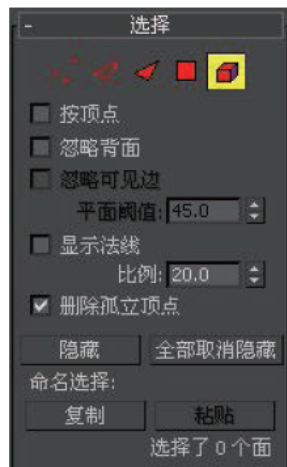 - 选择
按顶点
忽略背面
忽略可见边
平面阈值: 45.0
显示法线
比例: 20.0
删除孤立顶点
隐藏 全部取消隐藏
命名选择:
复制 粘贴
选择了 0 个面